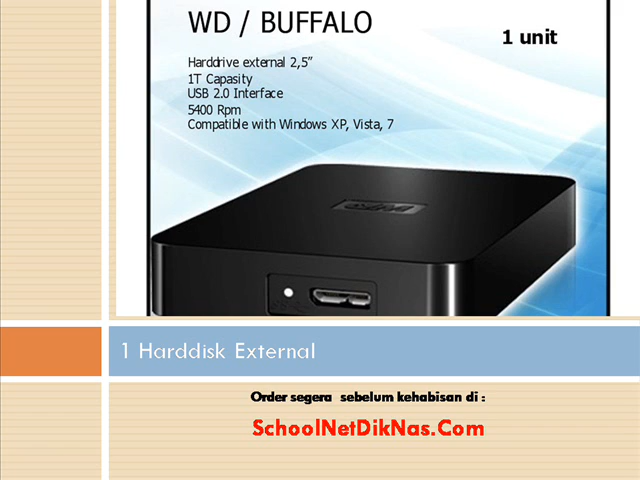 WD / BUFFALO
1 unit
Harddrive external 2,5”
1T Capasity
USB 2.0 Interface
5400 Rpm
Compatible with Windows XP, Vista, 7
1 Harddisk External
Order segera sebelum kehabisan di :
SchoolNetDikNas.Com